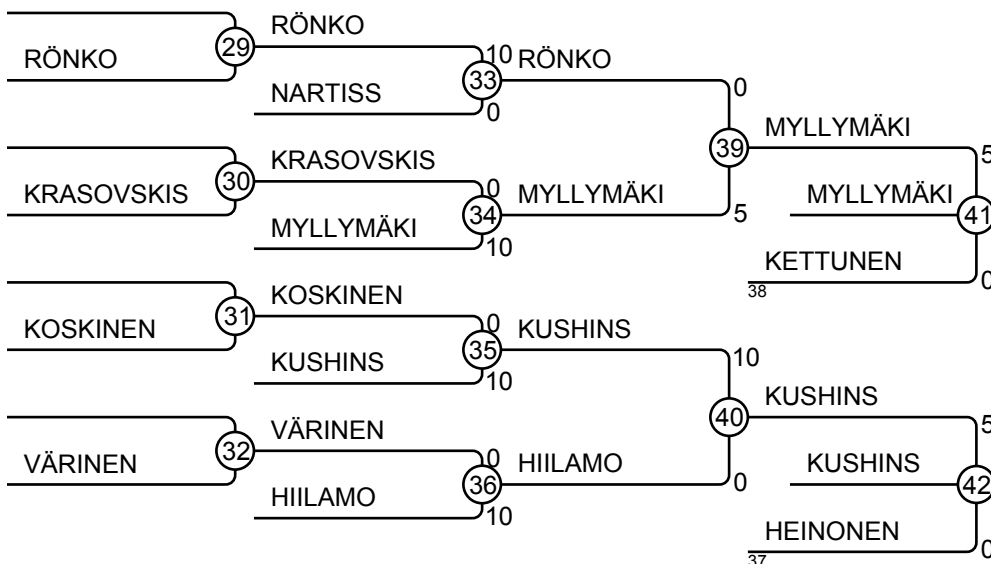 RÖNKO
29
RÖNKO
10
33
RÖNKO
NARTISS
0
0
39
MYLLYMÄKI
5
KRASOVSKIS
30
KRASOVSKIS
0
34
MYLLYMÄKI
5
MYLLYMÄKI
10
MYLLYMÄKI
41
KETTUNEN
38
0
KOSKINEN
31
KOSKINEN
0
35
KUSHINS
10
KUSHINS
10
40
KUSHINS
5
VÄRINEN
32
VÄRINEN
0
36
HIILAMO
0
HIILAMO
10
KUSHINS
42
HEINONEN
37
0